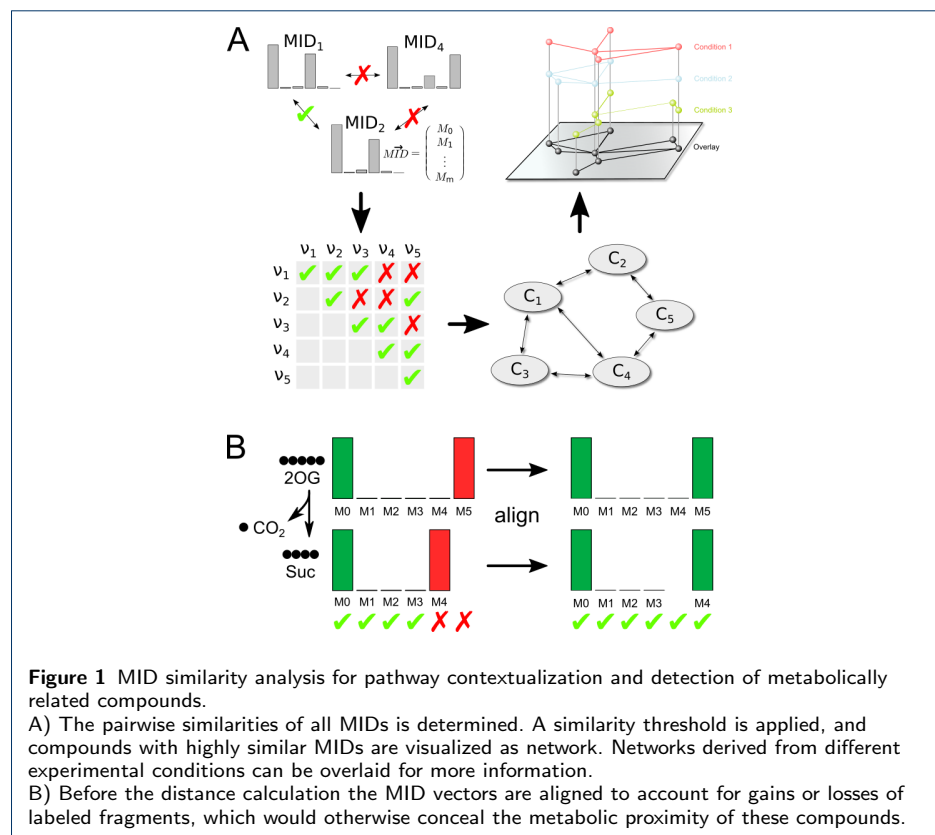 A
MID1
MID4
MID2
MID = ( M0 M1 ⋮ Mm )
Condition 1
Condition 2
Condition 3
Overlay
ν1 ν2 ν3 ν4 ν5
ν1 ✓ ✓ ✓ ✗ ✗
ν2 ✓ ✗ ✗ ✓
ν3 ✓ ✓ ✗
ν4 ✓ ✓
ν5 ✓
C1
C2
C3
C4
C5
B
2OG
CO2
Suc
M0 M1 M2 M3 M4 M5
align
M0 M1 M2 M3 M4 M5
M0 M1 M2 M3 M4
✓ ✓ ✓ ✓ ✗ ✗
M0 M1 M2 M3 M4
✓ ✓ ✓ ✓ ✓ ✓
Figure 1 MID similarity analysis for pathway contextualization and detection of metabolically
related compounds.
A) The pairwise similarities of all MIDs is determined. A similarity threshold is applied, and
compounds with highly similar MIDs are visualized as network. Networks derived from different
experimental conditions can be overlaid for more information.
B) Before the distance calculation the MID vectors are aligned to account for gains or losses of
labeled fragments, which would otherwise conceal the metabolic proximity of these compounds.